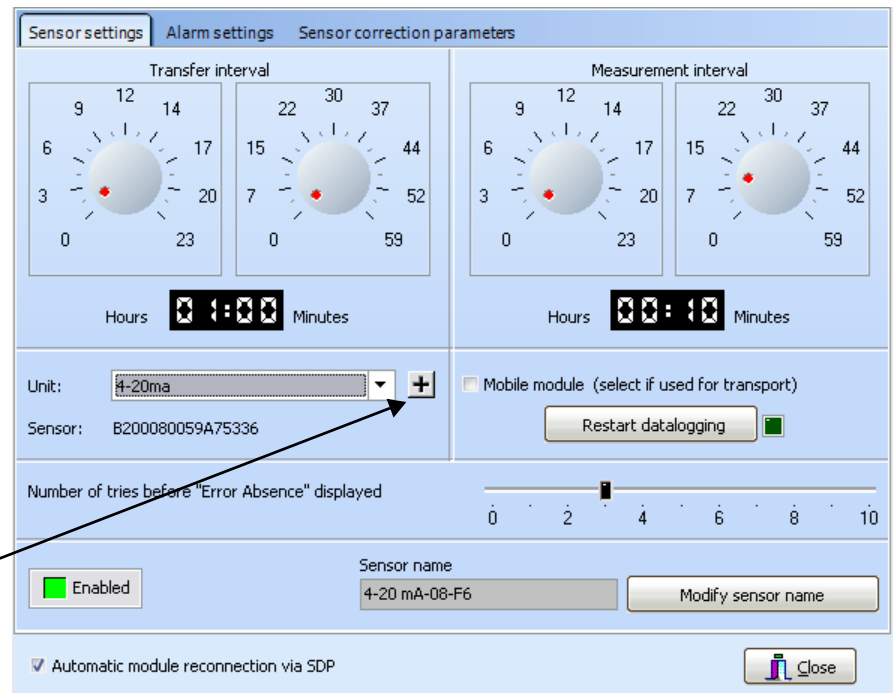 Sensor settings Alarm settings Sensor correction parameters
Transfer interval Measurement interval
0 3 6 9 12 14 17 20 23
0 7 15 22 30 37 44 52 59
0 3 6 9 12 14 17 20 23
0 7 15 22 30 37 44 52 59
Hours 01:00 Minutes
Hours 00:10 Minutes
Unit: 4-20ma +
Sensor: B200080059A75336
Mobile module (select if used for transport)
Restart datalogging
Number of tries before "Error Absence" displayed
0 2 4 6 8 10
Enabled
Sensor name
4-20 mA-08-F6
Modify sensor name
Automatic module reconnection via SDP
Close